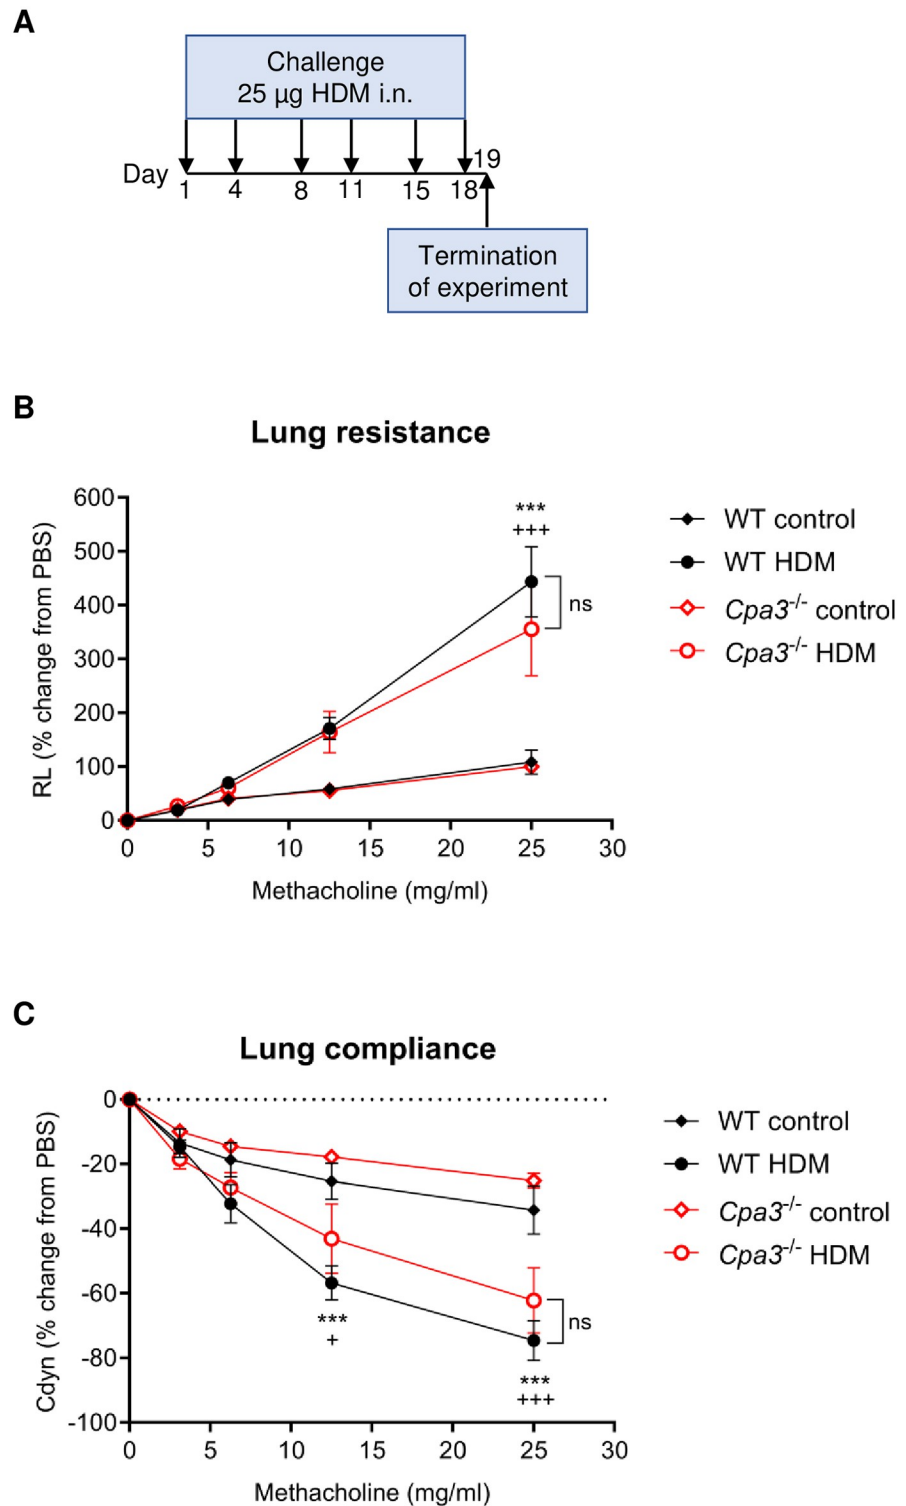 A
Challenge
25 µg HDM i.n.
Day
1 4 8 11 15 18 19
Termination
of experiment
B
Lung resistance
RL (% change from PBS)
600
500
400
300
200
100
0
0 5 10 15 20 25 30
Methacholine (mg/ml)
***
+++
ns
WT control
WT HDM
Cpa3-/- control
Cpa3-/- HDM
C
Lung compliance
Cdyn (% change from PBS)
0
-20
-40
-60
-80
-100
0 5 10 15 20 25 30
Methacholine (mg/ml)
***
+
ns
***
+++
WT control
WT HDM
Cpa3-/- control
Cpa3-/- HDM